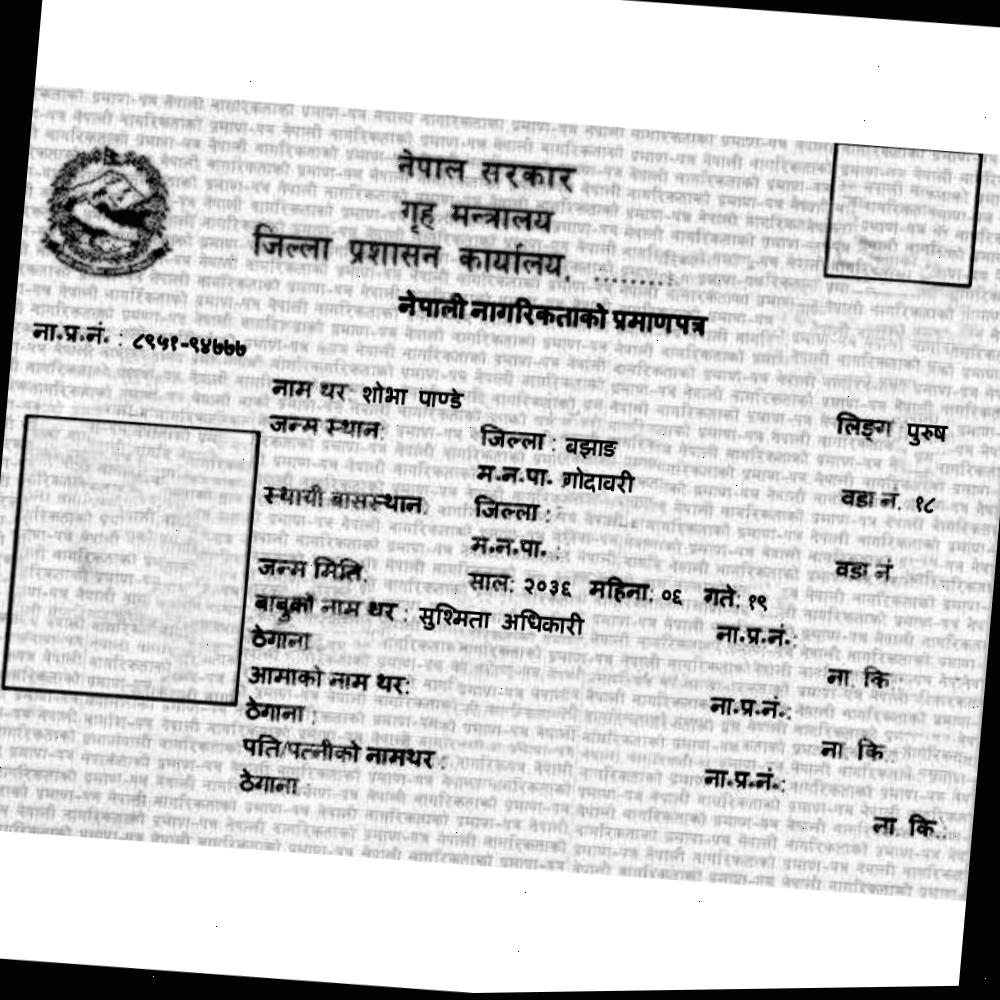 नेपाल सरकार
गृह मन्त्रालय
जिल्ला प्रशासन कार्यालय, .........
नेपाली नागरिकताको प्रमाणपत्र
ना.प्र.नं. : ८९५१-९४७७७
नाम थर: शोभा पाण्डे लिङ्ग पुरुष
जन्म स्थान: जिल्ला : बझाङ
म.न.पा. गोदावरी वडा नं. १८
स्थायी बासस्थान: जिल्ला :
म.न.पा. : वडा नं
जन्म मिति: साल: २०३६ महिना: ०६ गते: १९
बाबुको नाम थर : सुश्मिता अधिकारी ना.प्र.नं.:
ठेगाना ना. कि :
आमाको नाम थर: ना.प्र.नं.:
ठेगाना : ना. कि.:
पति/पत्नीको नामथर : ना.प्र.नं.:
ठेगाना : ना. कि.: